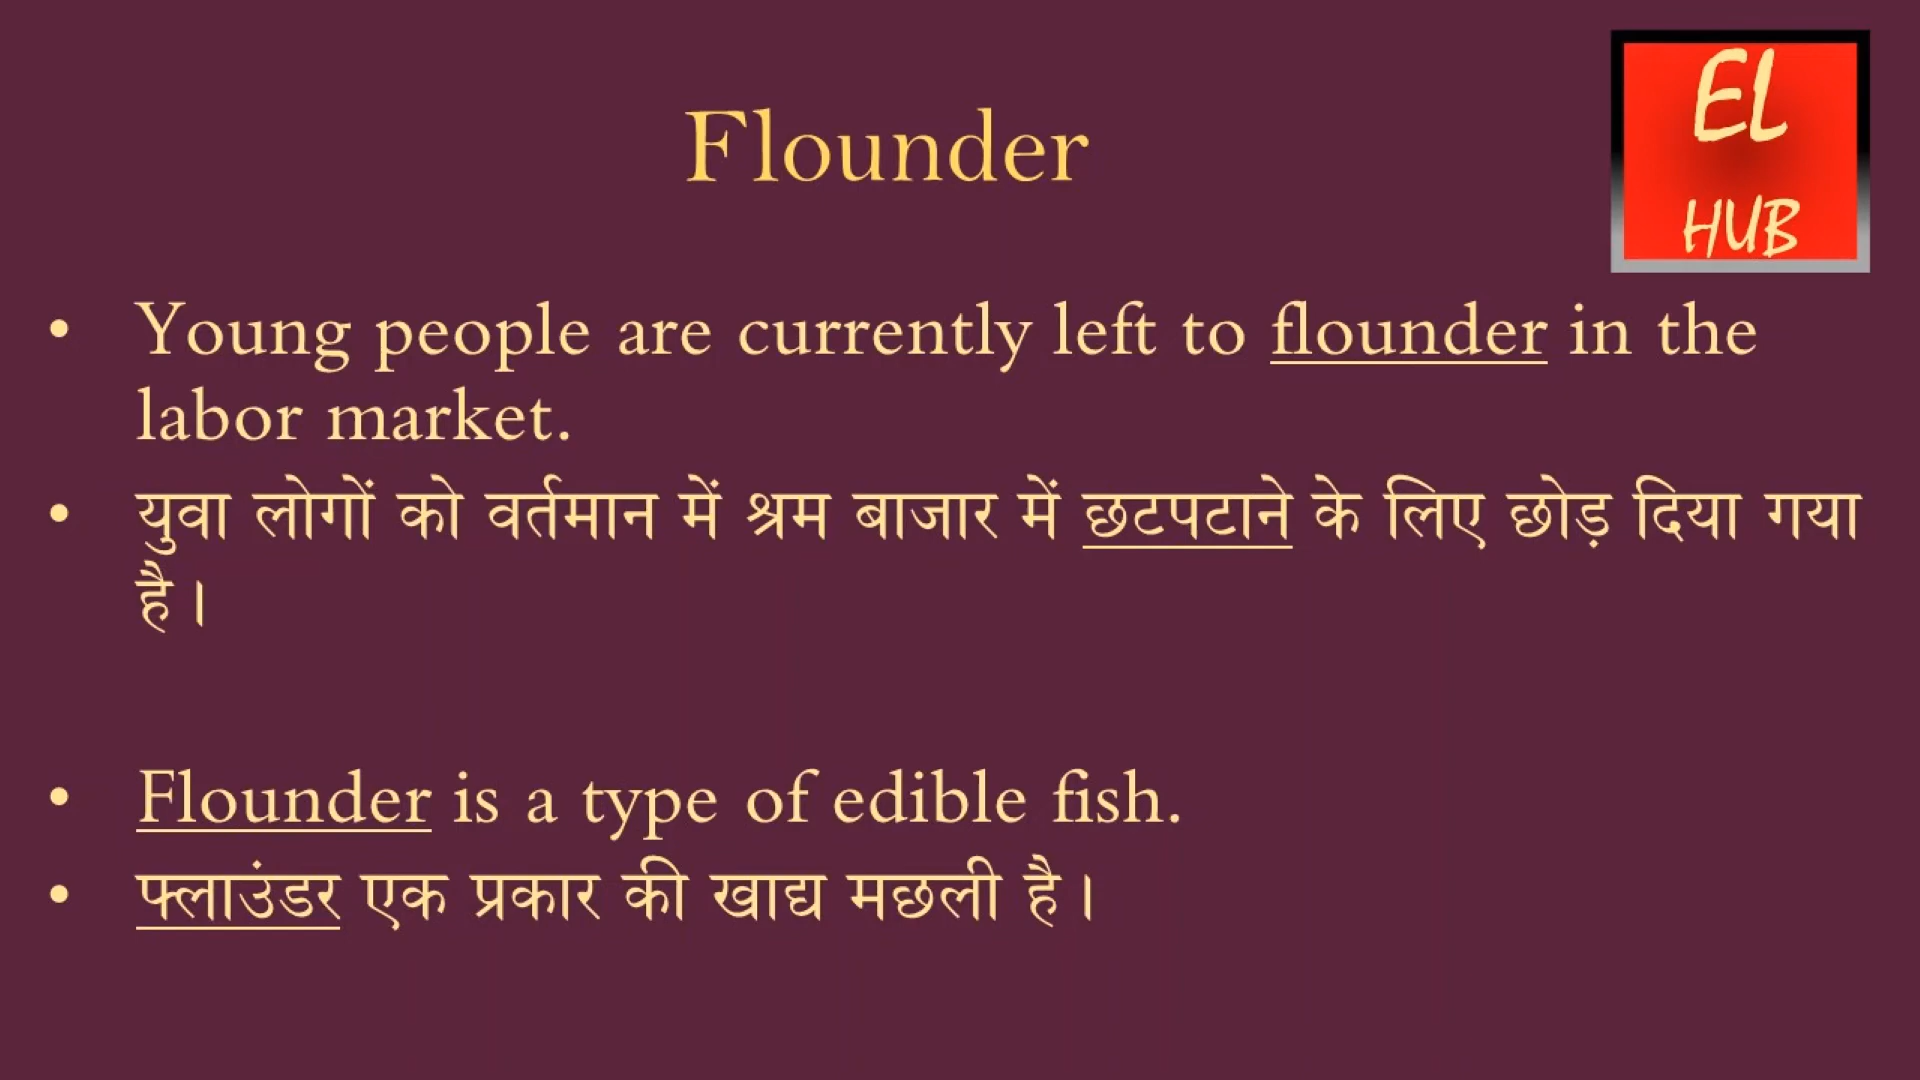 EL
HUB
Flounder
• Young people are currently left to flounder in the
labor market.
• युवा लोगों को वर्तमान में श्रम बाजार में छटपटाने के लिए छोड़ दिया गया
है।
• Flounder is a type of edible fish.
• फ्लाउंडर एक प्रकार की खाद्य मछली है।